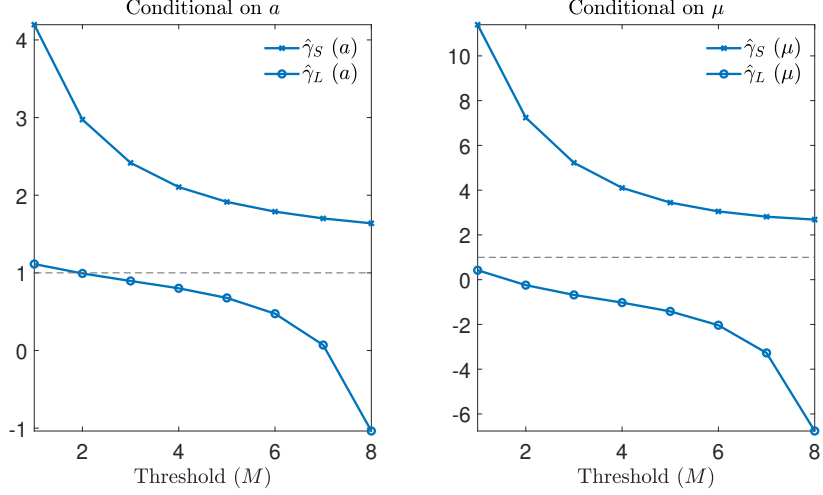 Conditional on a
γ̂_S (a)
γ̂_L (a)
4
3
2
1
0
-1
2 4 6 8
Threshold (M)
Conditional on μ
γ̂_S (μ)
γ̂_L (μ)
10
8
6
4
2
0
-2
-4
-6
2 4 6 8
Threshold (M)